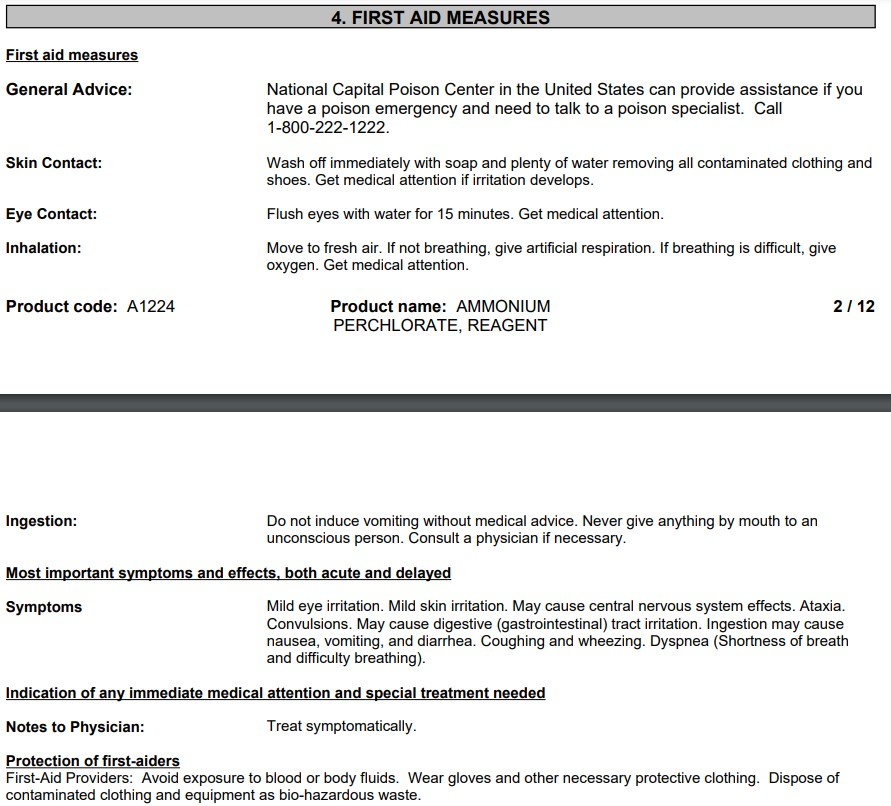 4. FIRST AID MEASURES
First aid measures
General Advice: National Capital Poison Center in the United States can provide assistance if you
have a poison emergency and need to talk to a poison specialist. Call
1-800-222-1222.
Skin Contact: Wash off immediately with soap and plenty of water removing all contaminated clothing and
shoes. Get medical attention if irritation develops.
Eye Contact: Flush eyes with water for 15 minutes. Get medical attention.
Inhalation: Move to fresh air. If not breathing, give artificial respiration. If breathing is difficult, give
oxygen. Get medical attention.
Product code: A1224 Product name: AMMONIUM 2 / 12
PERCHLORATE, REAGENT
Ingestion: Do not induce vomiting without medical advice. Never give anything by mouth to an
unconscious person. Consult a physician if necessary.
Most important symptoms and effects, both acute and delayed
Symptoms Mild eye irritation. Mild skin irritation. May cause central nervous system effects. Ataxia.
Convulsions. May cause digestive (gastrointestinal) tract irritation. Ingestion may cause
nausea, vomiting, and diarrhea. Coughing and wheezing. Dyspnea (Shortness of breath
and difficulty breathing).
Indication of any immediate medical attention and special treatment needed
Notes to Physician: Treat symptomatically.
Protection of first-aiders
First-Aid Providers: Avoid exposure to blood or body fluids. Wear gloves and other necessary protective clothing. Dispose of
contaminated clothing and equipment as bio-hazardous waste.